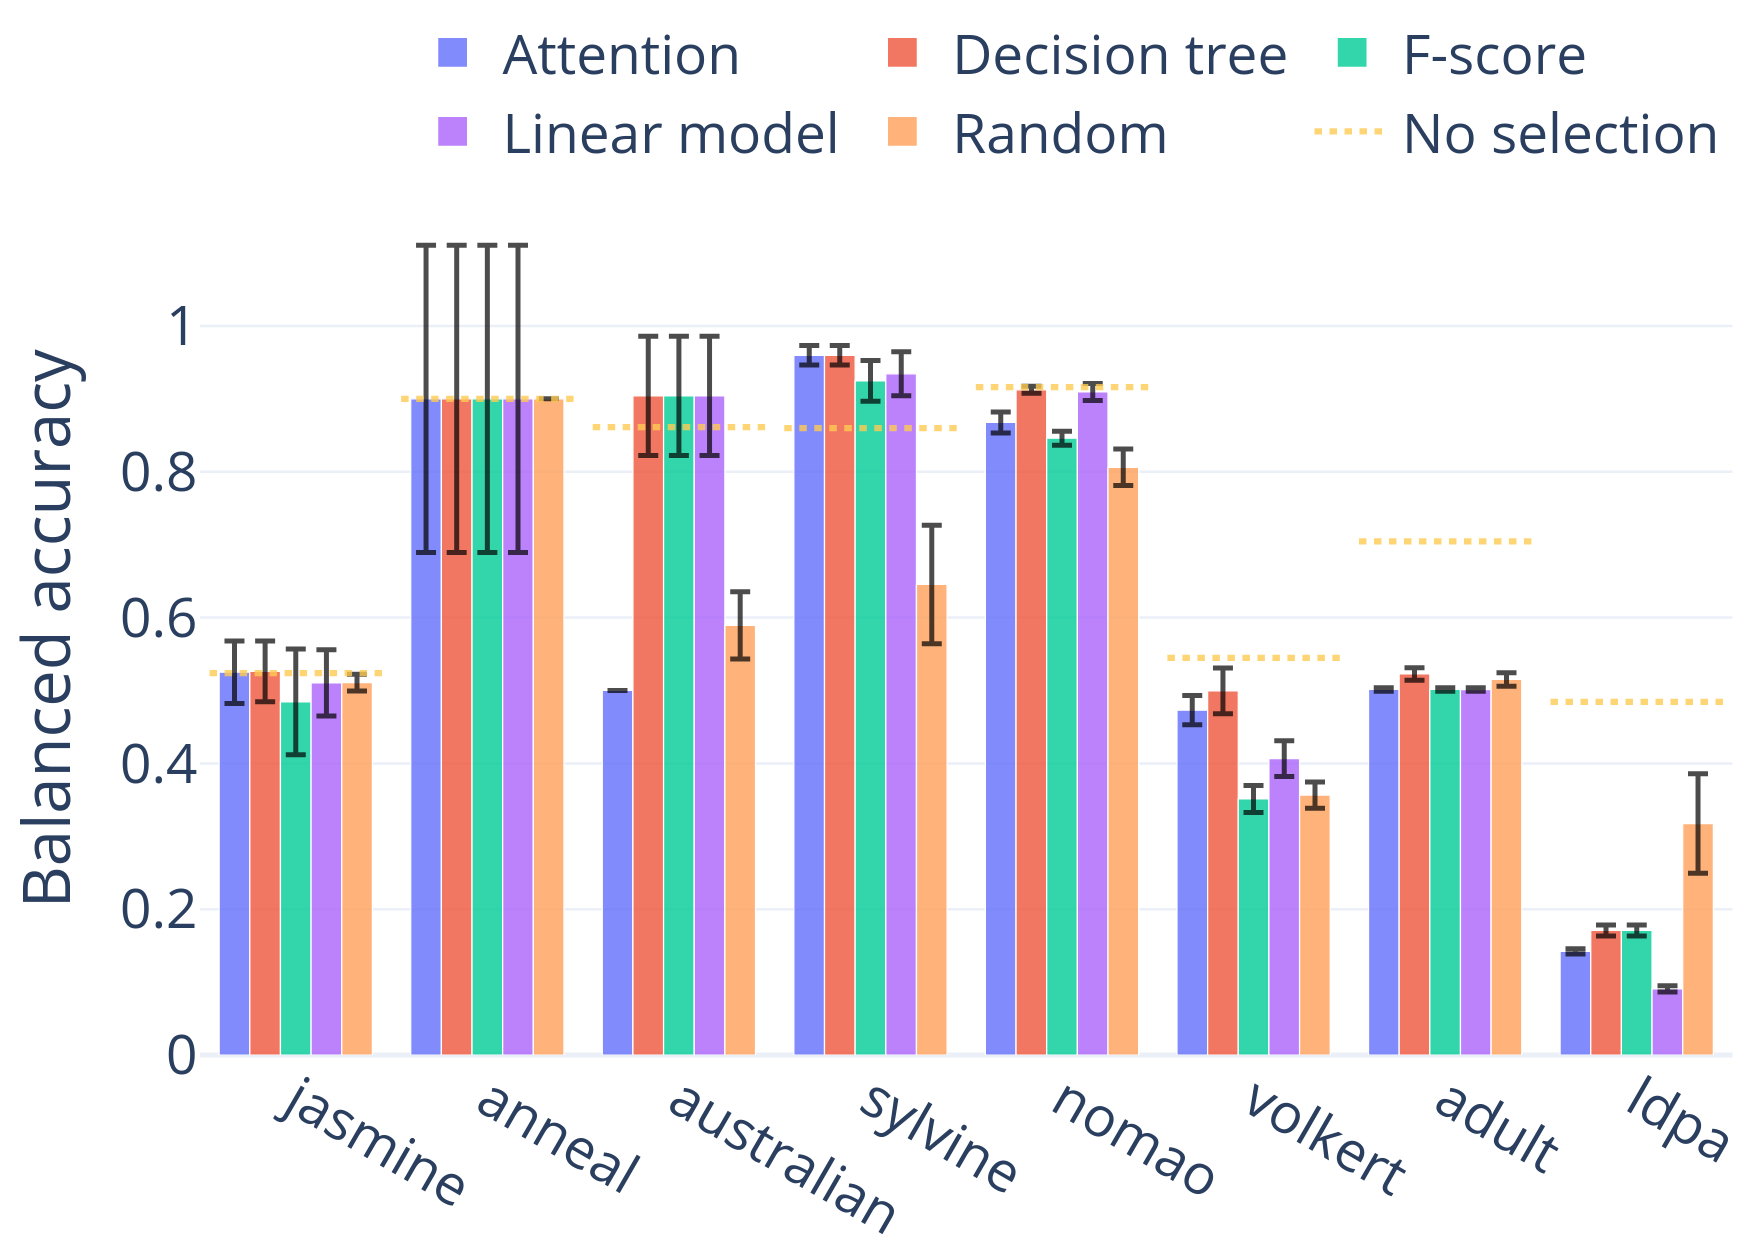 Attention Decision tree F-score
Linear model Random No selection
Balanced accuracy
1
0.8
0.6
0.4
0.2
0
jasmine anneal australian sylvine nomao volkert adult ldpa